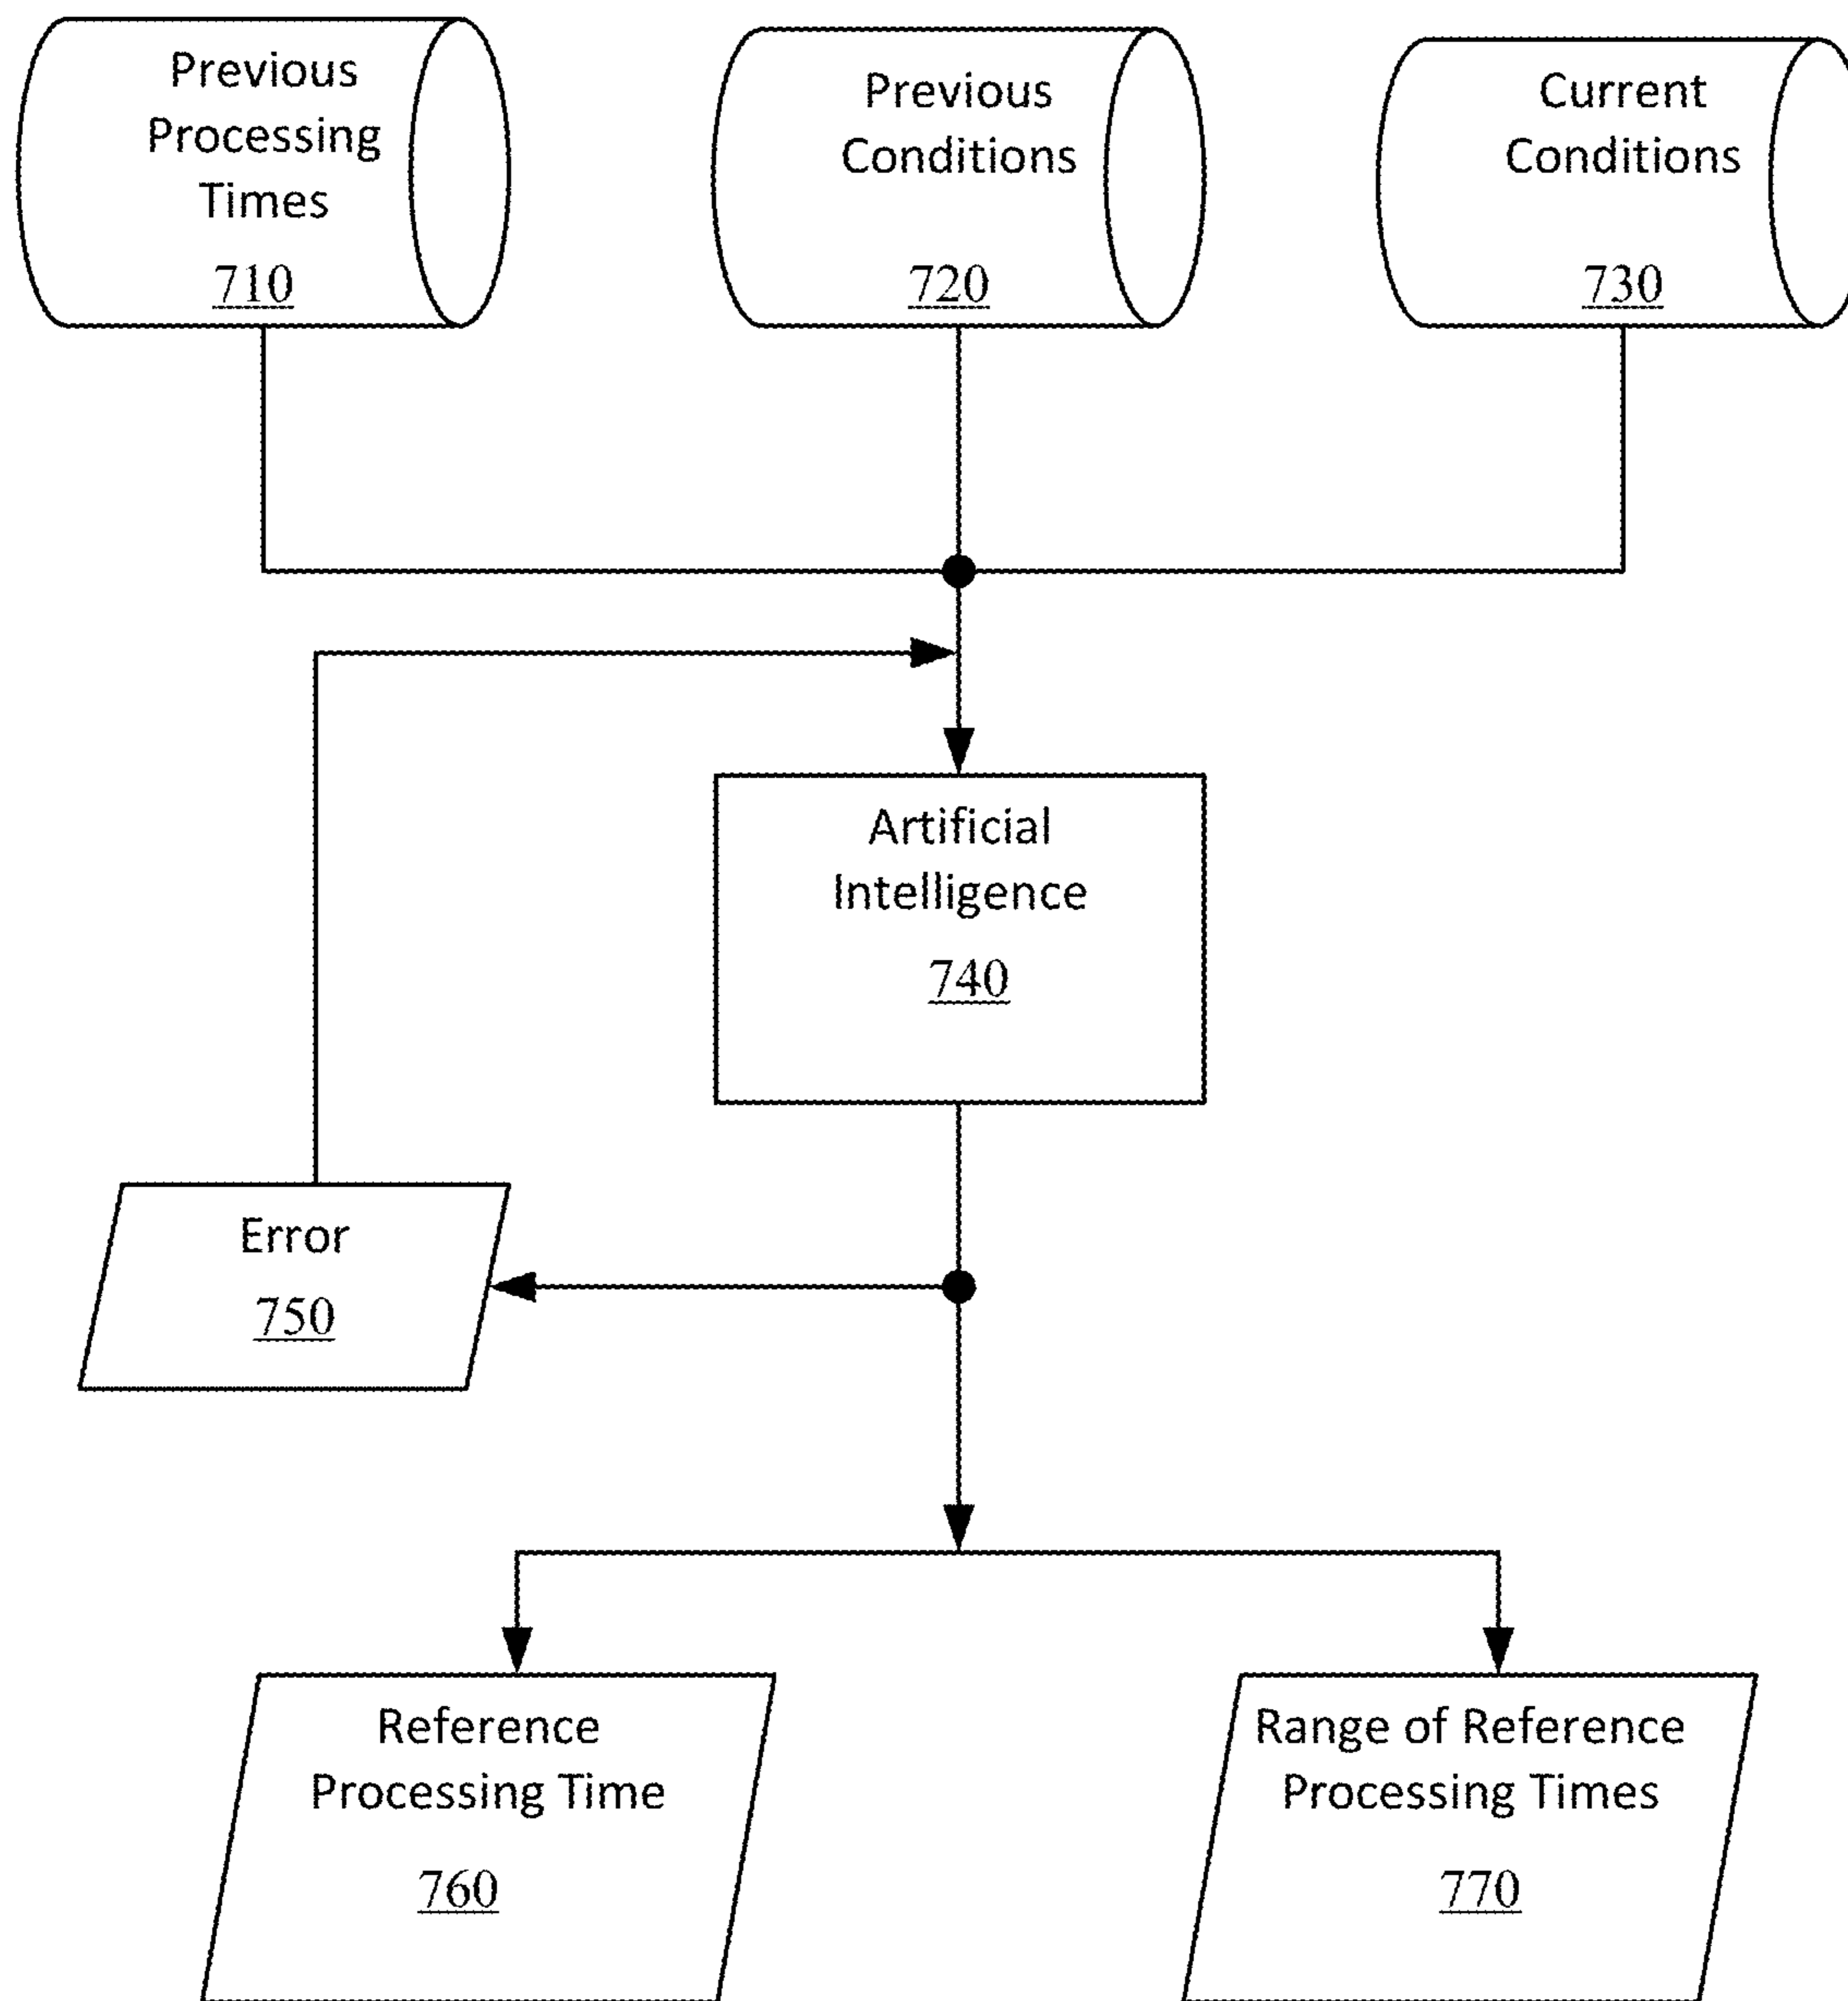 Previous
Processing
Times
710
Previous
Conditions
720
Current
Conditions
730
Artificial
Intelligence
740
Error
750
Reference
Processing Time
760
Range of Reference
Processing Times
770